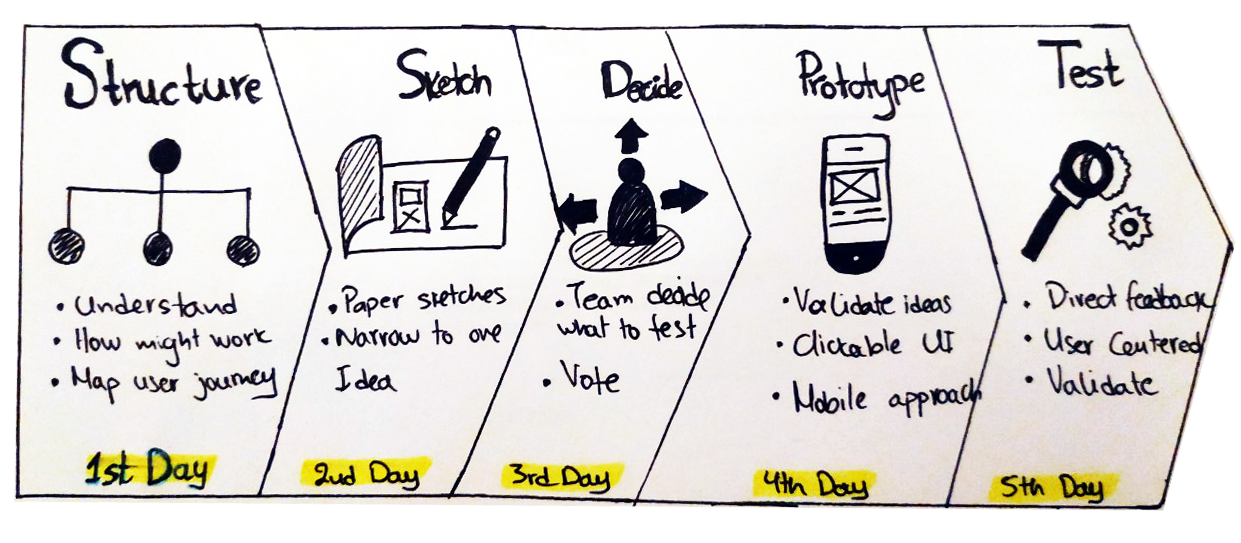 Structure
• Understand
• How might work
• Map user journey
1st Day
Sketch
• Paper sketches
• Narrow to one
Idea
2nd Day
Decide
• Team decide
what to test
• Vote
3rd Day
Prototype
• Validate ideas
• Clickable UI
• Mobile approach
4th Day
Test
• Direct feedback
• User Centered
• Validate
5th Day